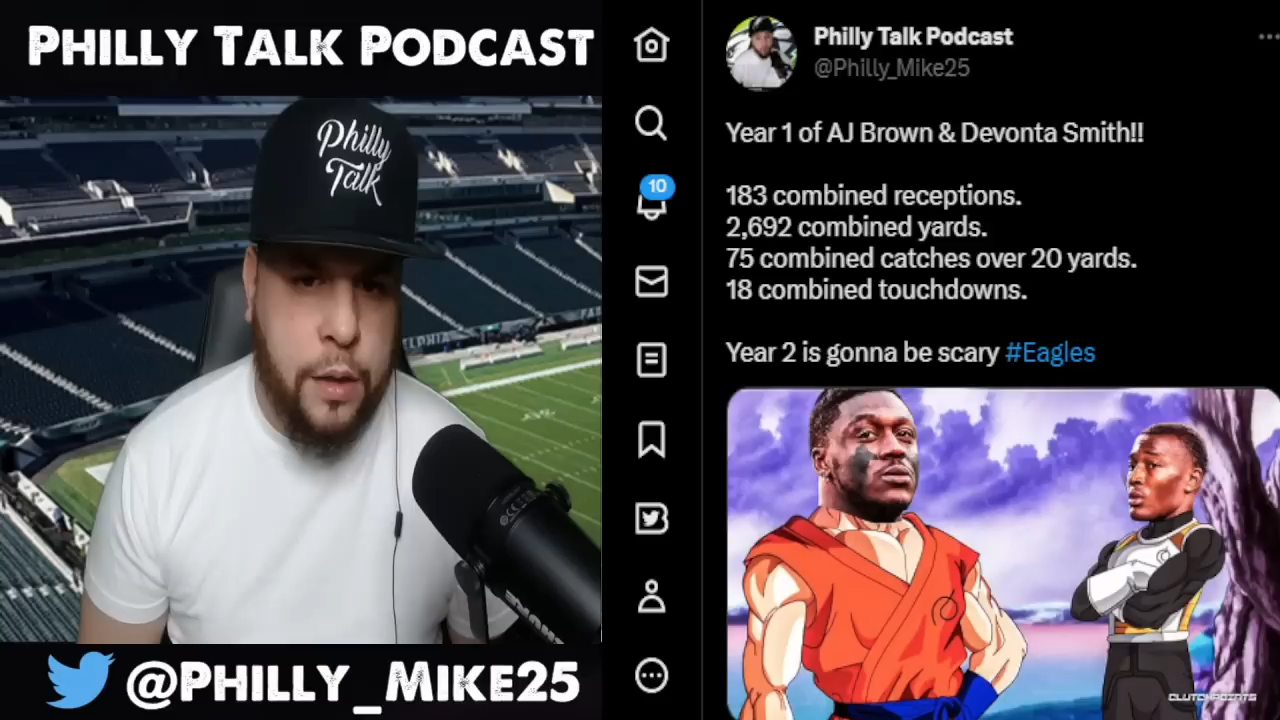 PHILLY TALK PODCAST
Philly
Talk
@PHILLY_MIKE25
10
Philly Talk Podcast
@Philly_Mike25
Year 1 of AJ Brown & Devonta Smith!!
183 combined receptions.
2,692 combined yards.
75 combined catches over 20 yards.
18 combined touchdowns.
Year 2 is gonna be scary #Eagles
CLUTCHPOINTS